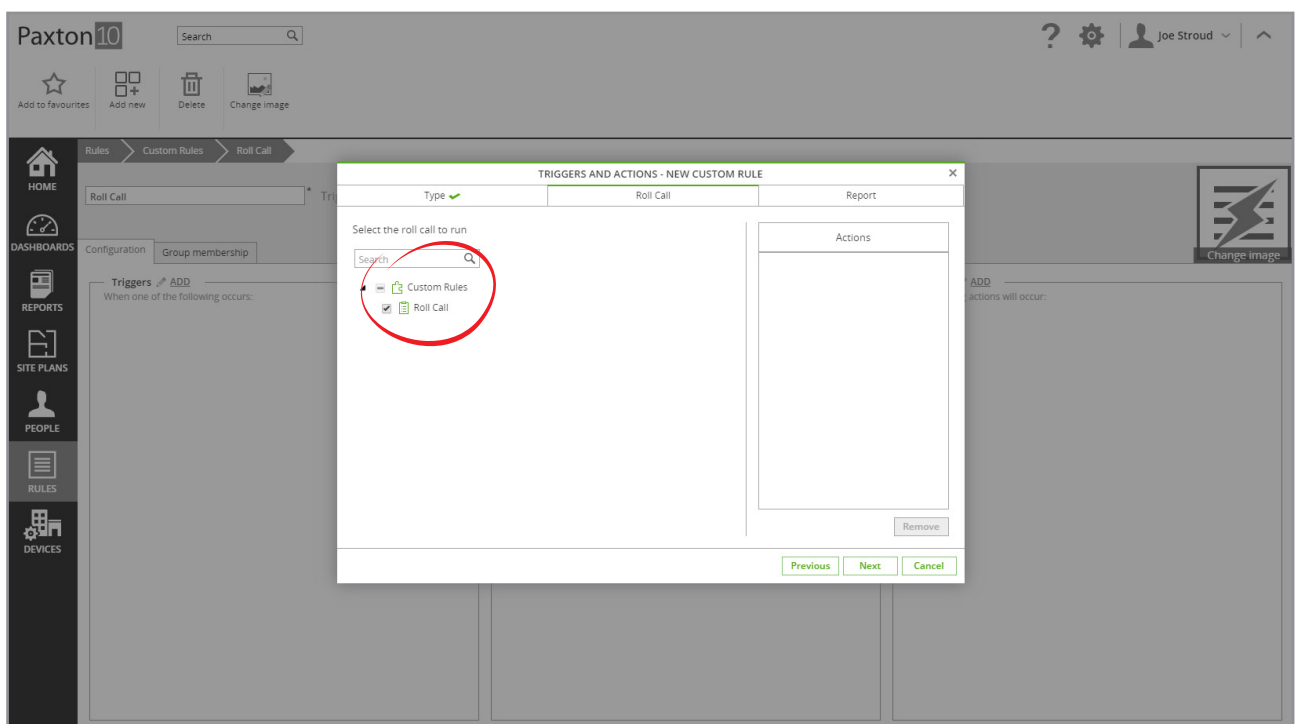 Paxton10
Search
Joe Stroud
Add to favourites
Add new
Delete
Change image
Rules
Custom Rules
Roll Call
HOME
DASHBOARDS
REPORTS
SITE PLANS
PEOPLE
RULES
DEVICES
Roll Call
* Tri
Configuration
Group membership
Triggers ADD
When one of the following occurs:
TRIGGERS AND ACTIONS - NEW CUSTOM RULE
Type
Roll Call
Report
Select the roll call to run
Search
Custom Rules
Roll Call
Actions
Remove
Previous
Next
Cancel
Change image
ADD
actions will occur: